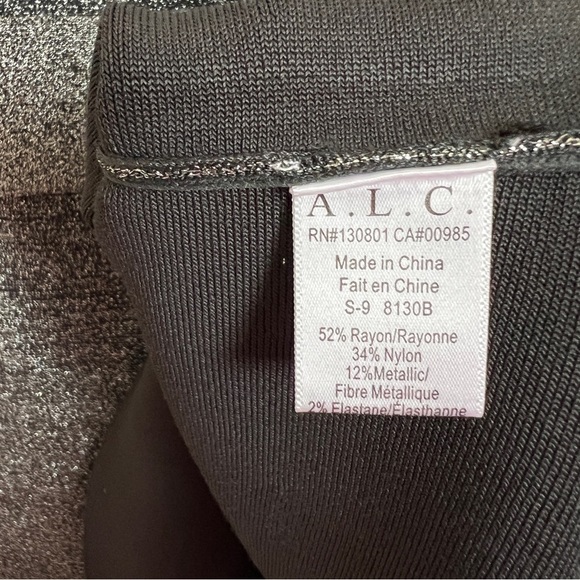 A.L.C.
RN#130801 CA#00985
Made in China
Fait en Chine
S-9 8130B
52% Rayon/Rayonne
34% Nylon
12%Metallic/
Fibre Métallique
2% Elastane/Élasthanne